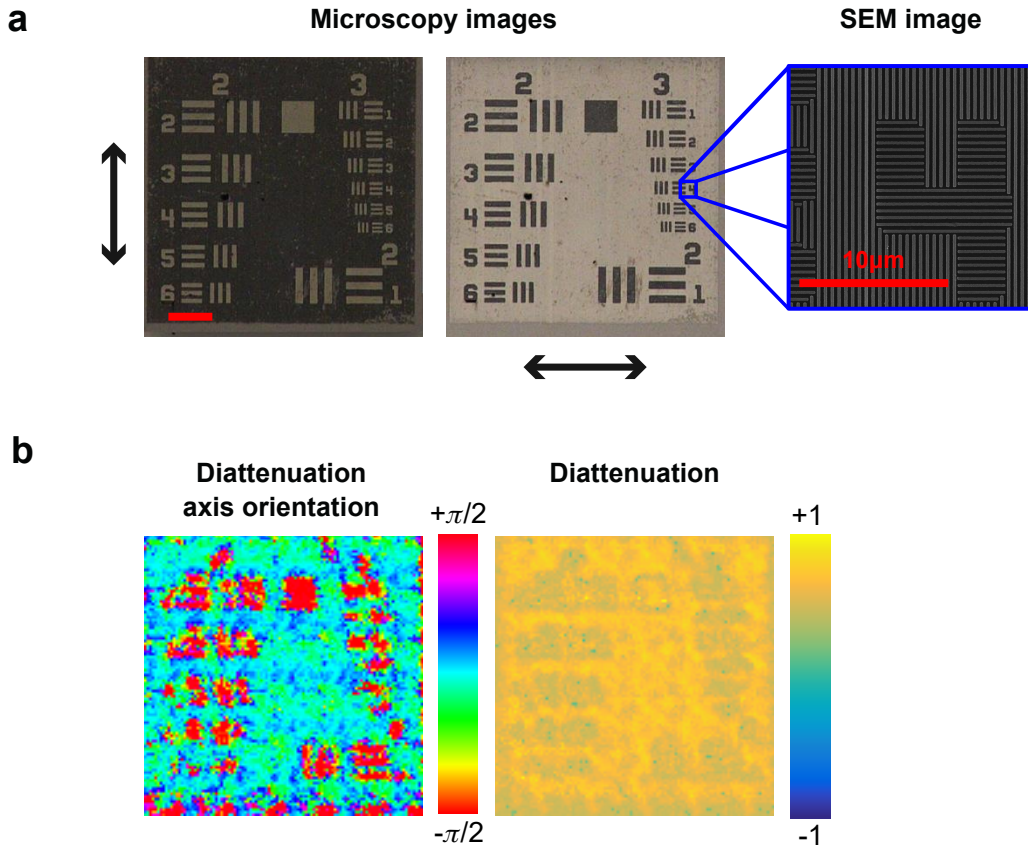 a
Microscopy images
SEM image
2 3
2 1
2
3 3
4 4
5 5
6 6
2
1
2 3
2 1
2
3 3
4 4
5 5
6 6
2
1
10μm
b
Diattenuation
axis orientation
+π/2
-π/2
Diattenuation
+1
-1